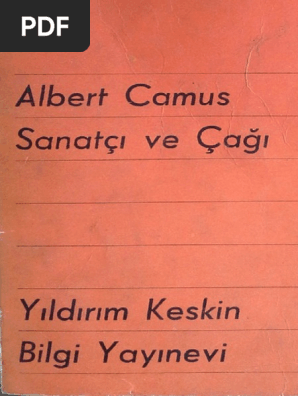 PDF
Albert Camus
Sanatçı ve Çağı
Yıldırım Keskin
Bilgi Yayınevi